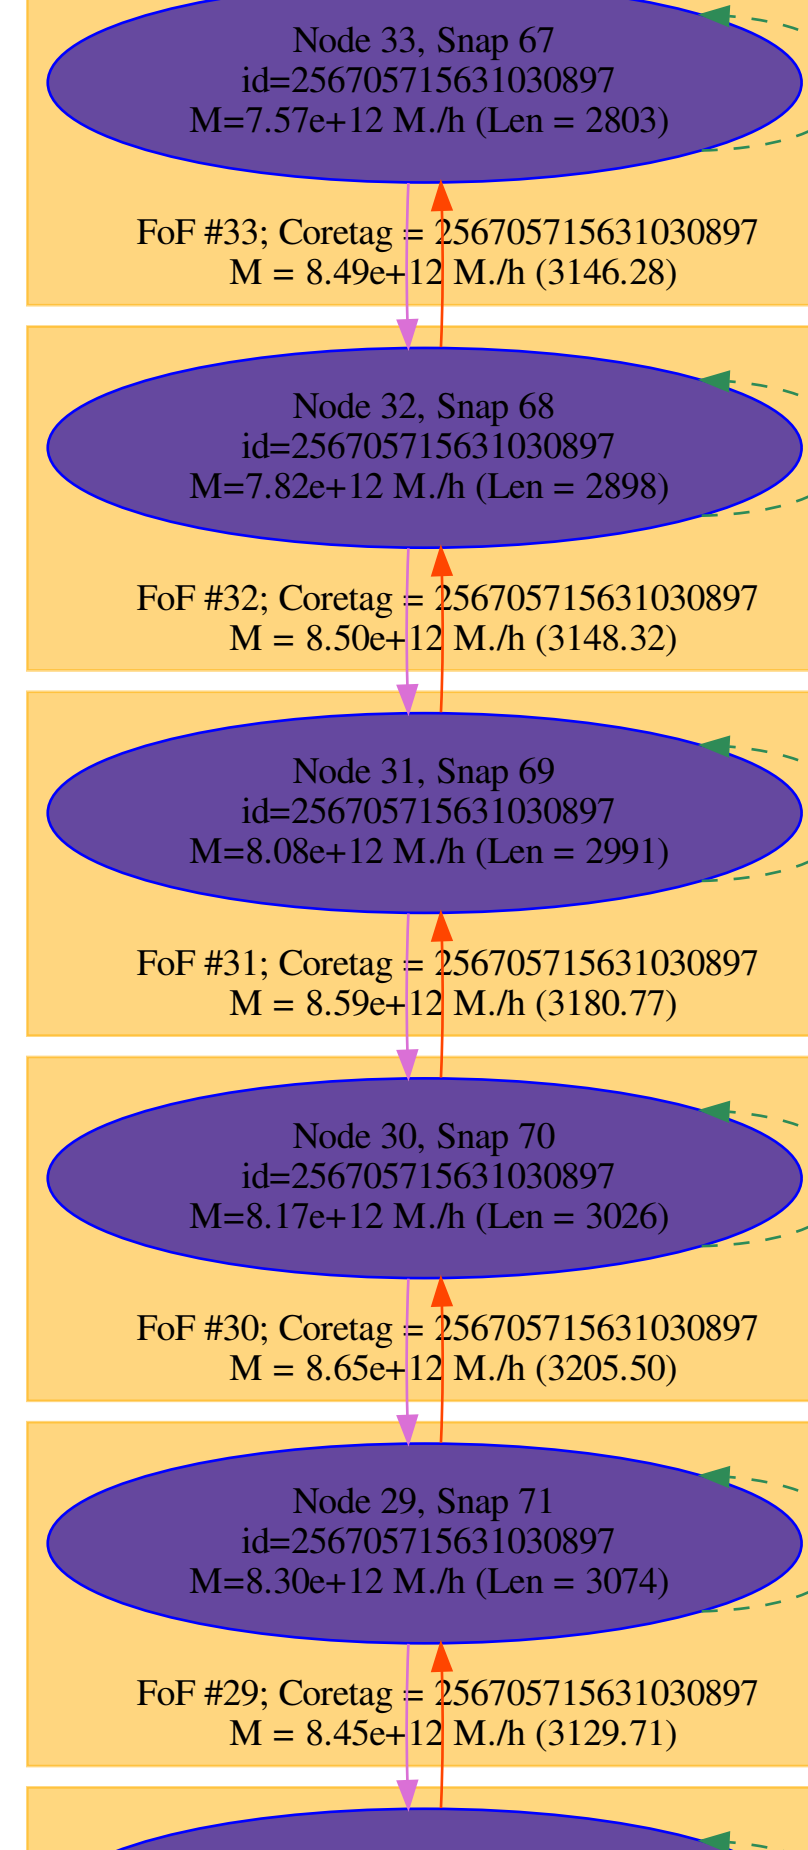 Node 33, Snap 67
id=256705715631030897
M=7.57e+12 M./h (Len = 2803)
FoF #33; Coretag = 256705715631030897
M = 8.49e+12 M./h (3146.28)
Node 32, Snap 68
id=256705715631030897
M=7.82e+12 M./h (Len = 2898)
FoF #32; Coretag = 256705715631030897
M = 8.50e+12 M./h (3148.32)
Node 31, Snap 69
id=256705715631030897
M=8.08e+12 M./h (Len = 2991)
FoF #31; Coretag = 256705715631030897
M = 8.59e+12 M./h (3180.77)
Node 30, Snap 70
id=256705715631030897
M=8.17e+12 M./h (Len = 3026)
FoF #30; Coretag = 256705715631030897
M = 8.65e+12 M./h (3205.50)
Node 29, Snap 71
id=256705715631030897
M=8.30e+12 M./h (Len = 3074)
FoF #29; Coretag = 256705715631030897
M = 8.45e+12 M./h (3129.71)